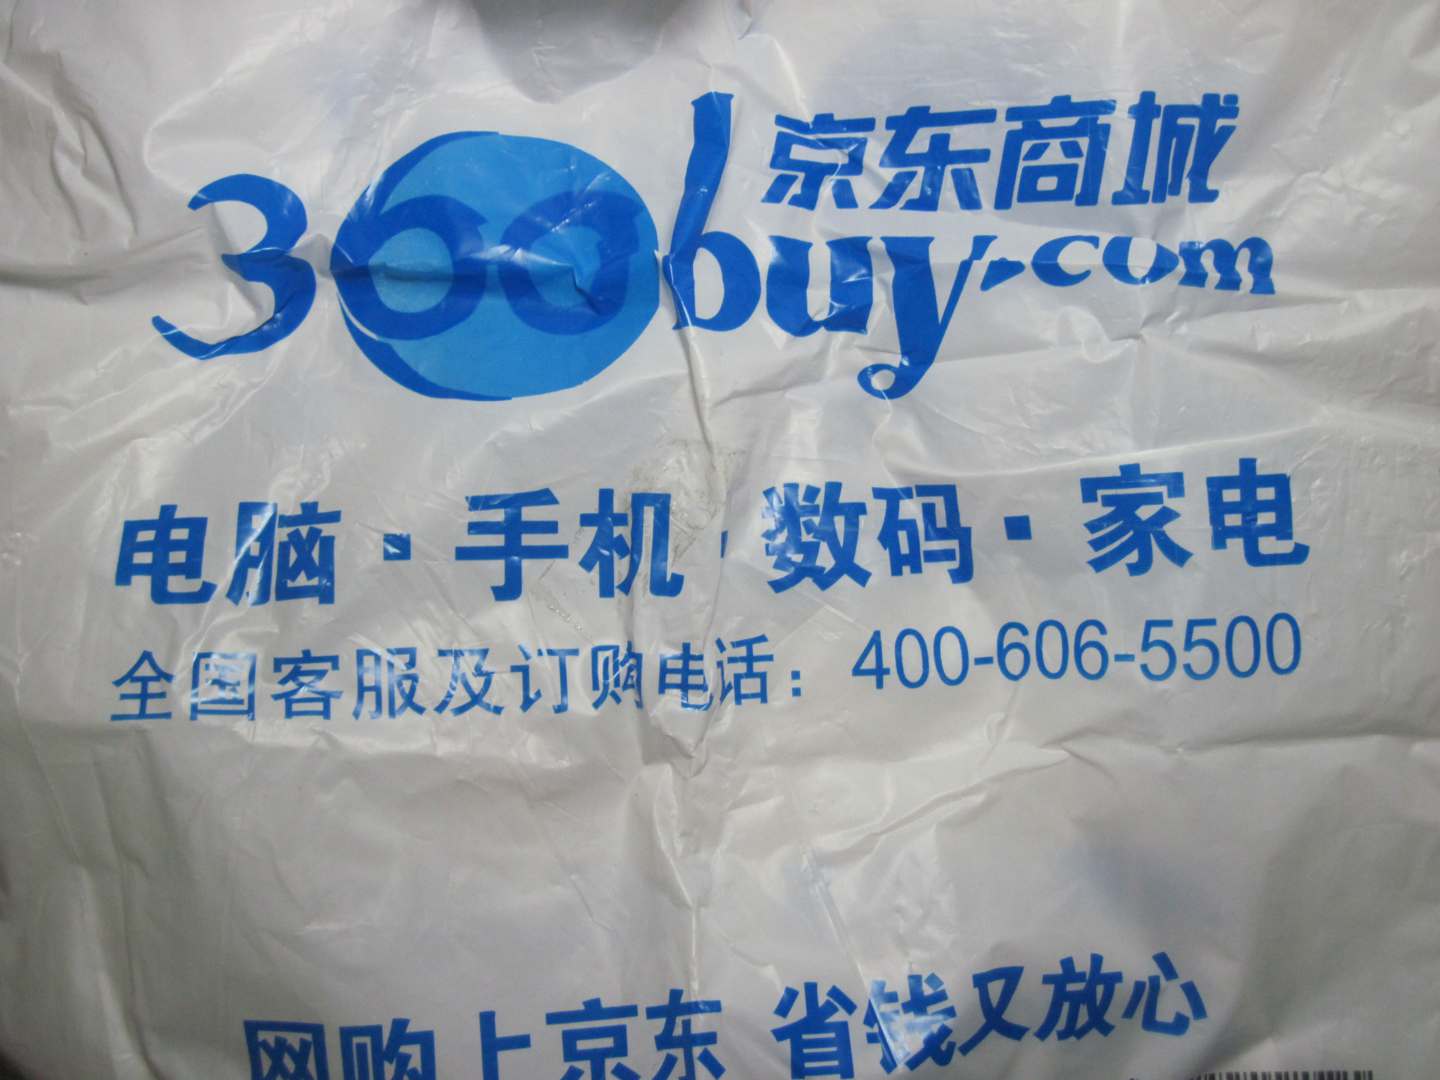 京东商城
360buy.com
电脑·手机·数码·家电
全国客服及订购电话：400-606-5500
网购上京东 省钱又放心